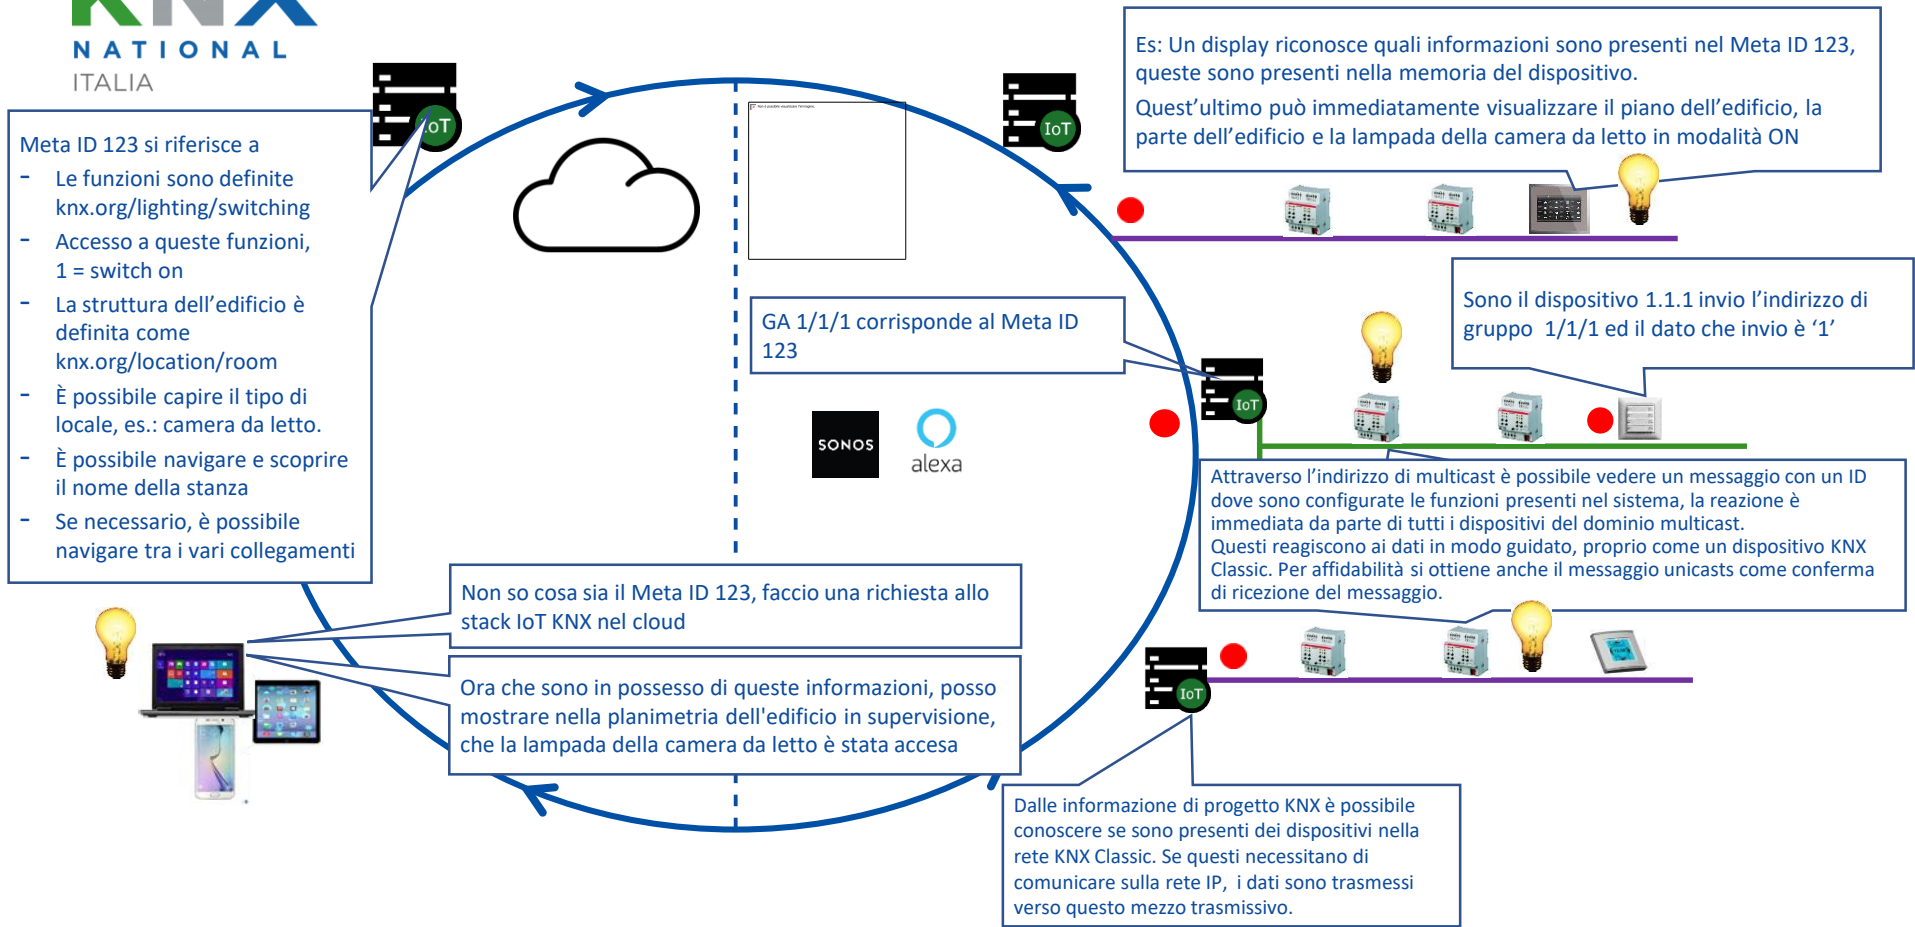 KNX
NATIONAL
ITALIA
Meta ID 123 si riferisce a
- Le funzioni sono definite
knx.org/lighting/switching
- Accesso a queste funzioni,
1 = switch on
- La struttura dell'edificio è
definita come
knx.org/location/room
- È possibile capire il tipo di
locale, es.: camera da letto.
- È possibile navigare e scoprire
il nome della stanza
- Se necessario, è possibile
navigare tra i vari collegamenti
IoT
Non è possibile visualizzare l'immagine.
IoT
Es: Un display riconosce quali informazioni sono presenti nel Meta ID 123,
queste sono presenti nella memoria del dispositivo.
Quest'ultimo può immediatamente visualizzare il piano dell'edificio, la
parte dell'edificio e la lampada della camera da letto in modalità ON
GA 1/1/1 corrisponde al Meta ID
123
IoT
Sono il dispositivo 1.1.1 invio l'indirizzo di
gruppo 1/1/1 ed il dato che invio è '1'
SONOS
alexa
Attraverso l'indirizzo di multicast è possibile vedere un messaggio con un ID
dove sono configurate le funzioni presenti nel sistema, la reazione è
immediata da parte di tutti i dispositivi del dominio multicast.
Questi reagiscono ai dati in modo guidato, proprio come un dispositivo KNX
Classic. Per affidabilità si ottiene anche il messaggio unicasts come conferma
di ricezione del messaggio.
Non so cosa sia il Meta ID 123, faccio una richiesta allo
stack IoT KNX nel cloud
Ora che sono in possesso di queste informazioni, posso
mostrare nella planimetria dell'edificio in supervisione,
che la lampada della camera da letto è stata accesa
IoT
Dalle informazione di progetto KNX è possibile
conoscere se sono presenti dei dispositivi nella
rete KNX Classic. Se questi necessitano di
comunicare sulla rete IP, i dati sono trasmessi
verso questo mezzo trasmissivo.